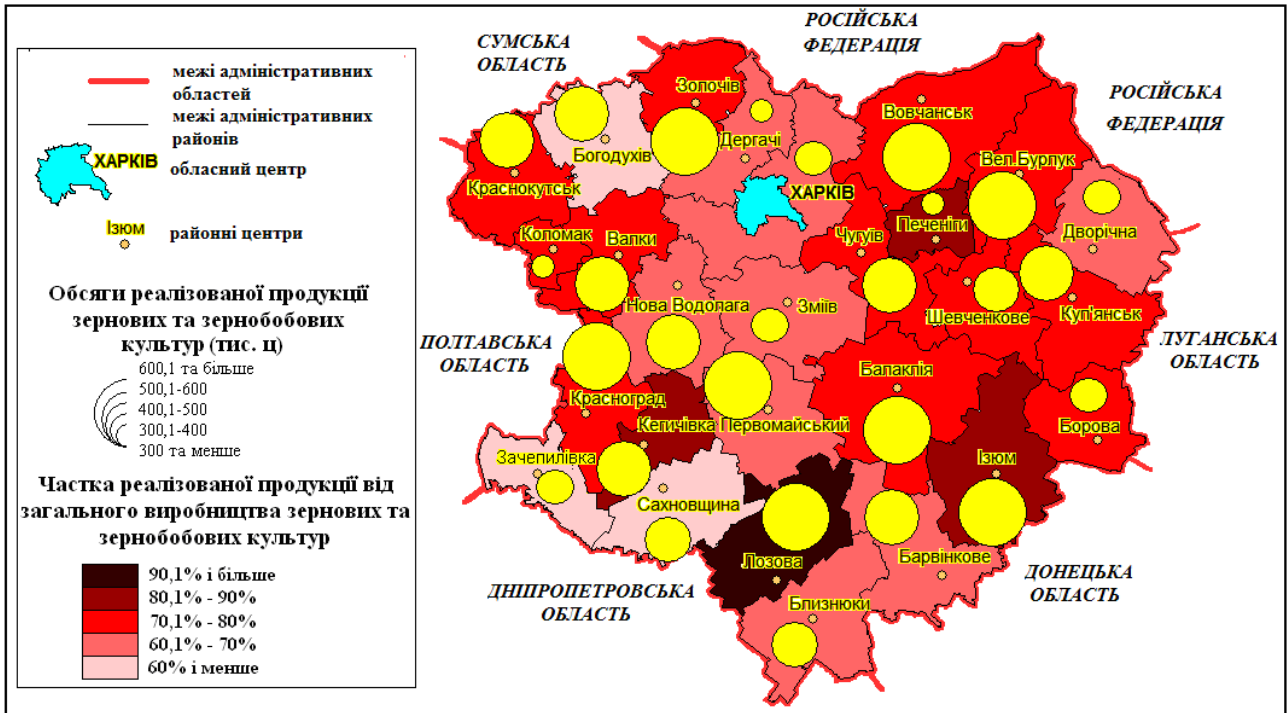 межі адміністративних
областей
межі адміністративних
районів
ХАРКІВ
обласний центр
Ізюм
районні центри
Обсяги реалізованої продукції
зернових та зернобобових
культур (тис. ц)
600,1 та більше
500,1-600
400,1-500
300,1-400
300 та менше
Частка реалізованої продукції від
загального виробництва зернових та
зернобобових культур
90,1% і більше
80,1% - 90%
70,1% - 80%
60,1% - 70%
60% і менше
СУМСЬКА
ОБЛАСТЬ
РОСІЙСЬКА
ФЕДЕРАЦІЯ
РОСІЙСЬКА
ФЕДЕРАЦІЯ
Золочів
Вовчанськ
Дергачі
Богодухів
Вел.Бурлук
Краснокутськ
ХАРКІВ
Печеніги
Дворічна
Коломак
Валки
Чугуїв
Нова Водолага
Зміїв
Шевченкове
Куп'янськ
ПОЛТАВСЬКА
ОБЛАСТЬ
ЛУГАНСЬКА
ОБЛАСТЬ
Балаклія
Красноград
Кегичівка
Первомайський
Борова
Зачепилівка
Ізюм
Сахновщина
Лозова
Барвінкове
ДНІПРОПЕТРОВСЬКА
ОБЛАСТЬ
ДОНЕЦЬКА
ОБЛАСТЬ
Близнюки